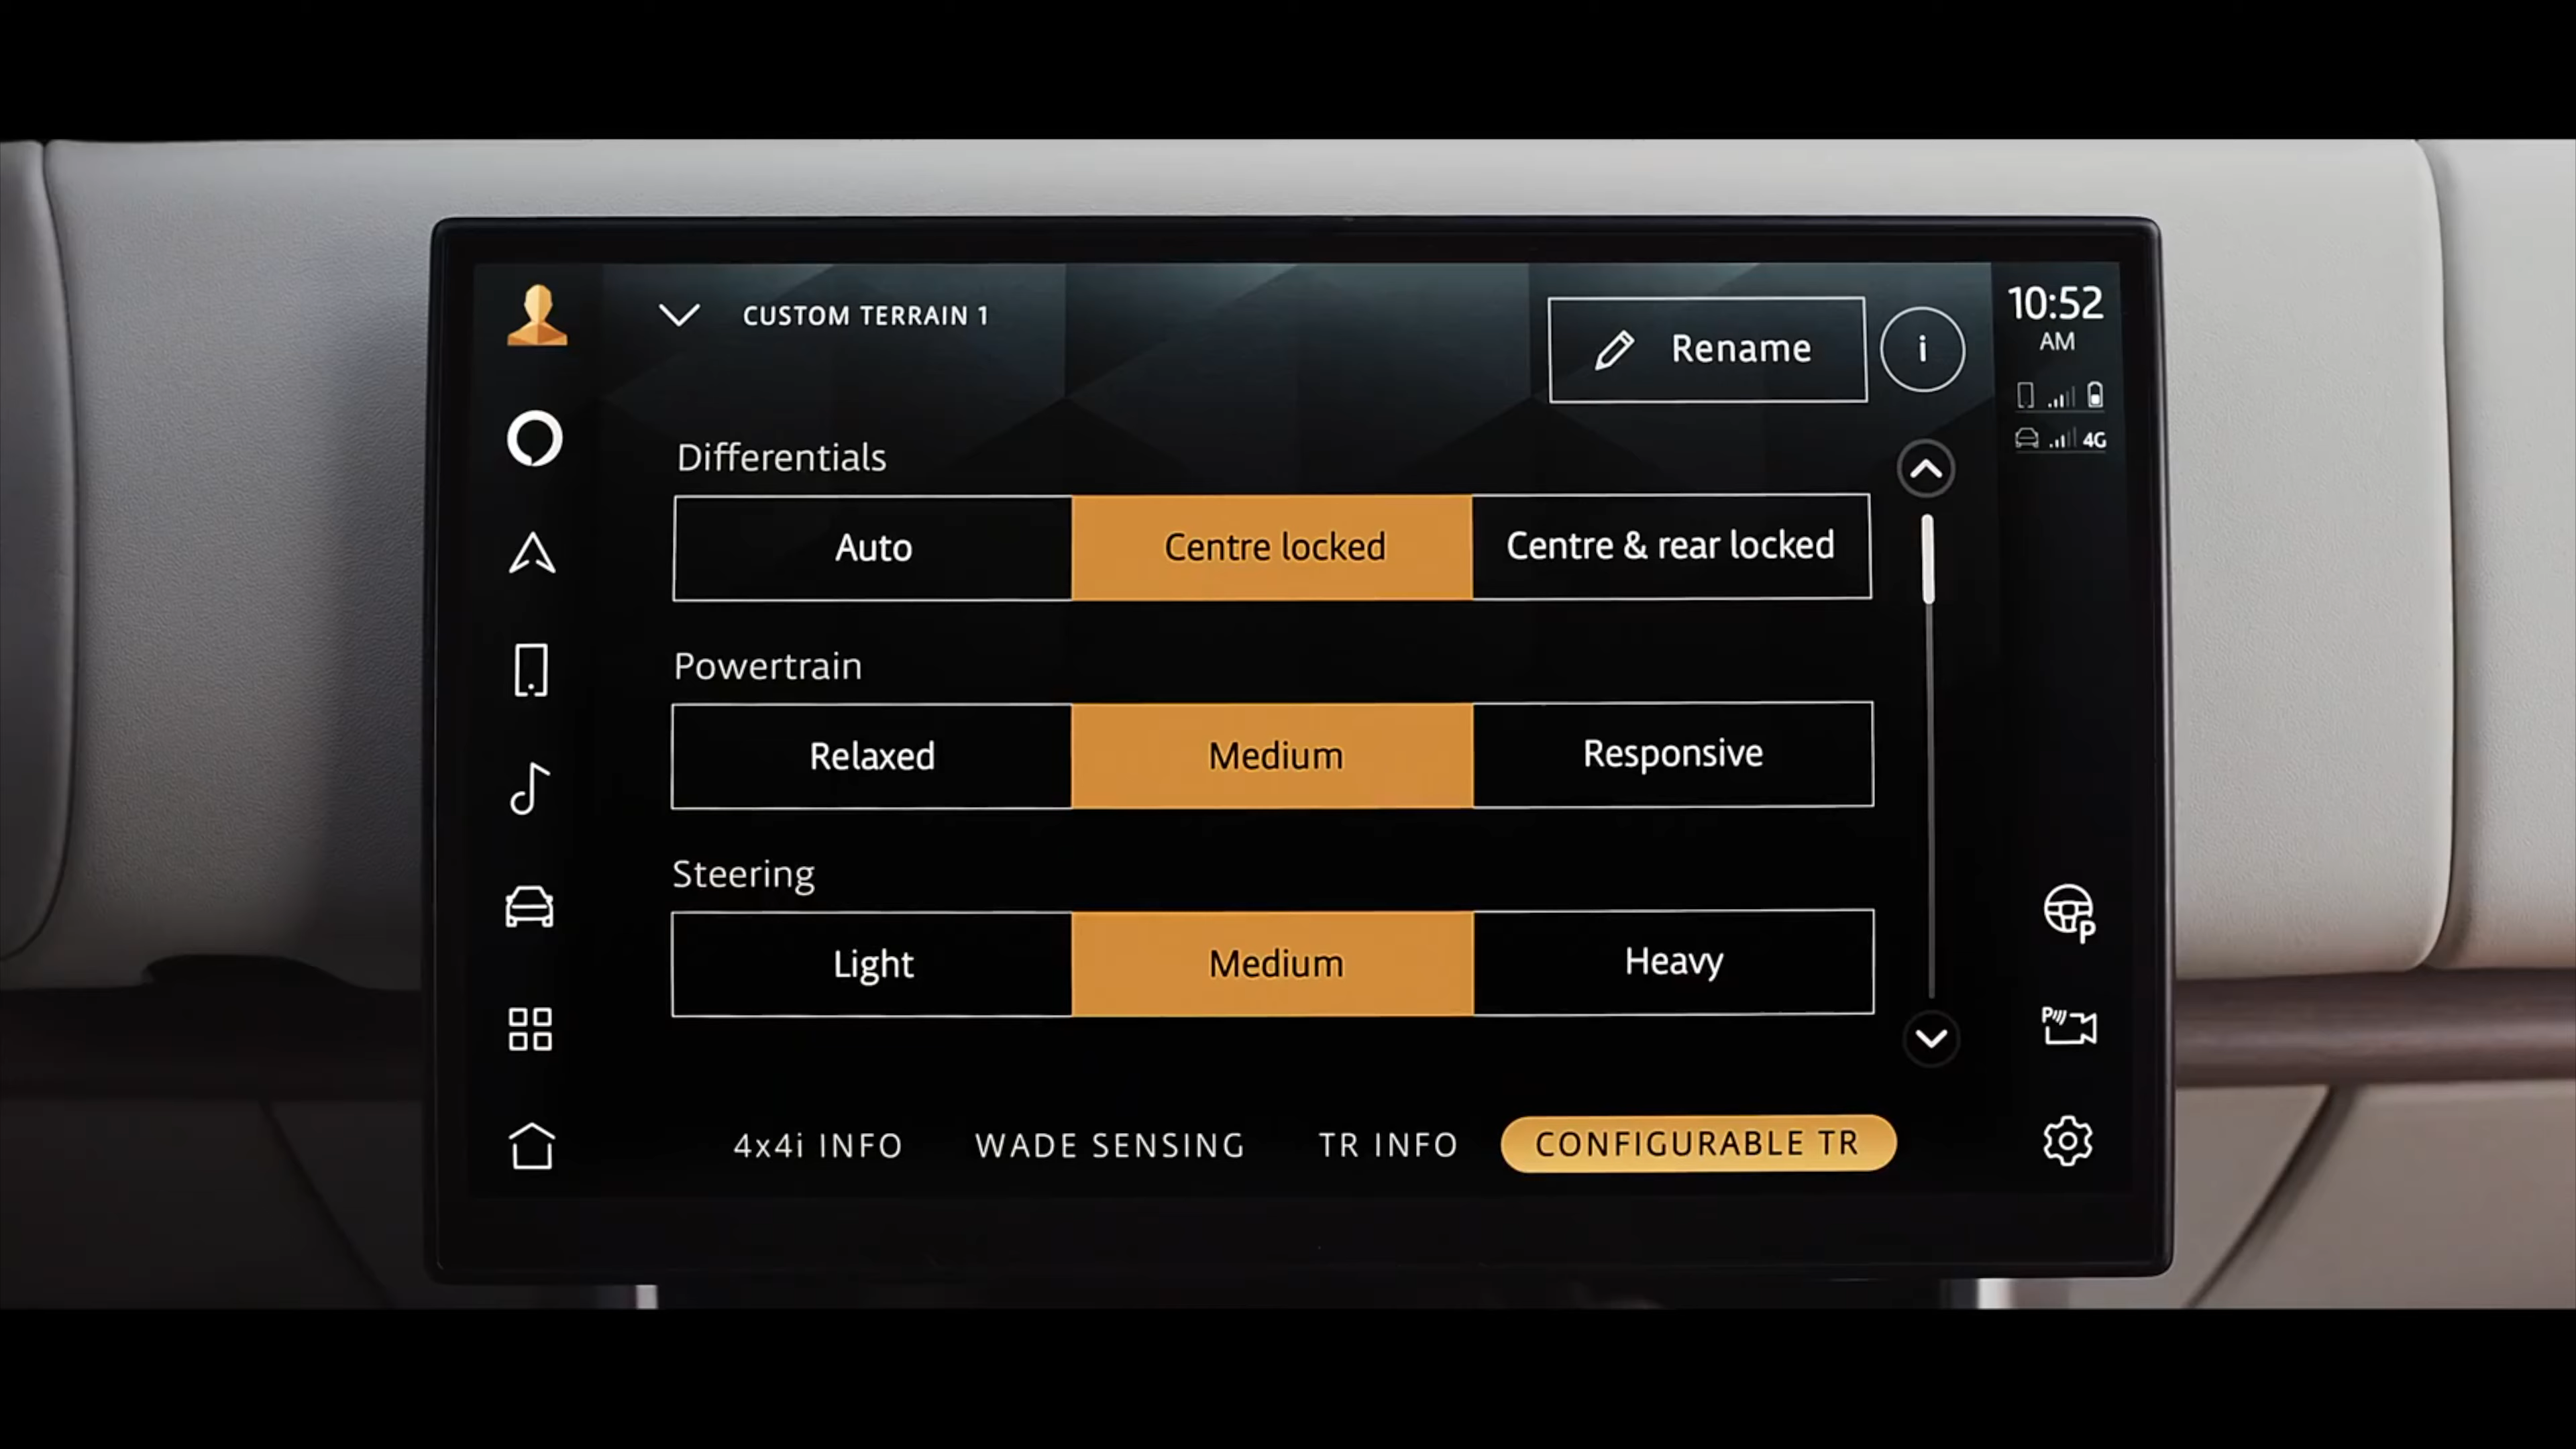 CUSTOM TERRAIN 1
Rename
i
10:52
AM
4G
Differentials
Auto
Centre locked
Centre & rear locked
Powertrain
Relaxed
Medium
Responsive
Steering
Light
Medium
Heavy
P
P
4x4i INFO
WADE SENSING
TR INFO
CONFIGURABLE TR